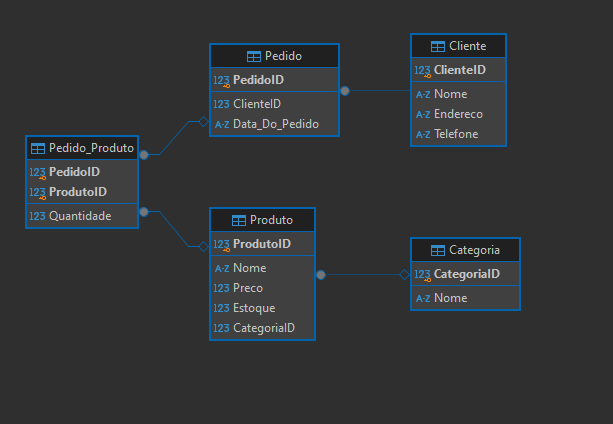 Pedido
123 PedidoID
123 ClienteID
A-Z Data_Do_Pedido
Cliente
123 ClienteID
A-Z Nome
A-Z Endereco
A-Z Telefone
Pedido_Produto
123 PedidoID
123 ProdutoID
123 Quantidade
Produto
123 ProdutoID
A-Z Nome
123 Preco
123 Estoque
123 CategoriaID
Categoria
123 CategoriaID
A-Z Nome